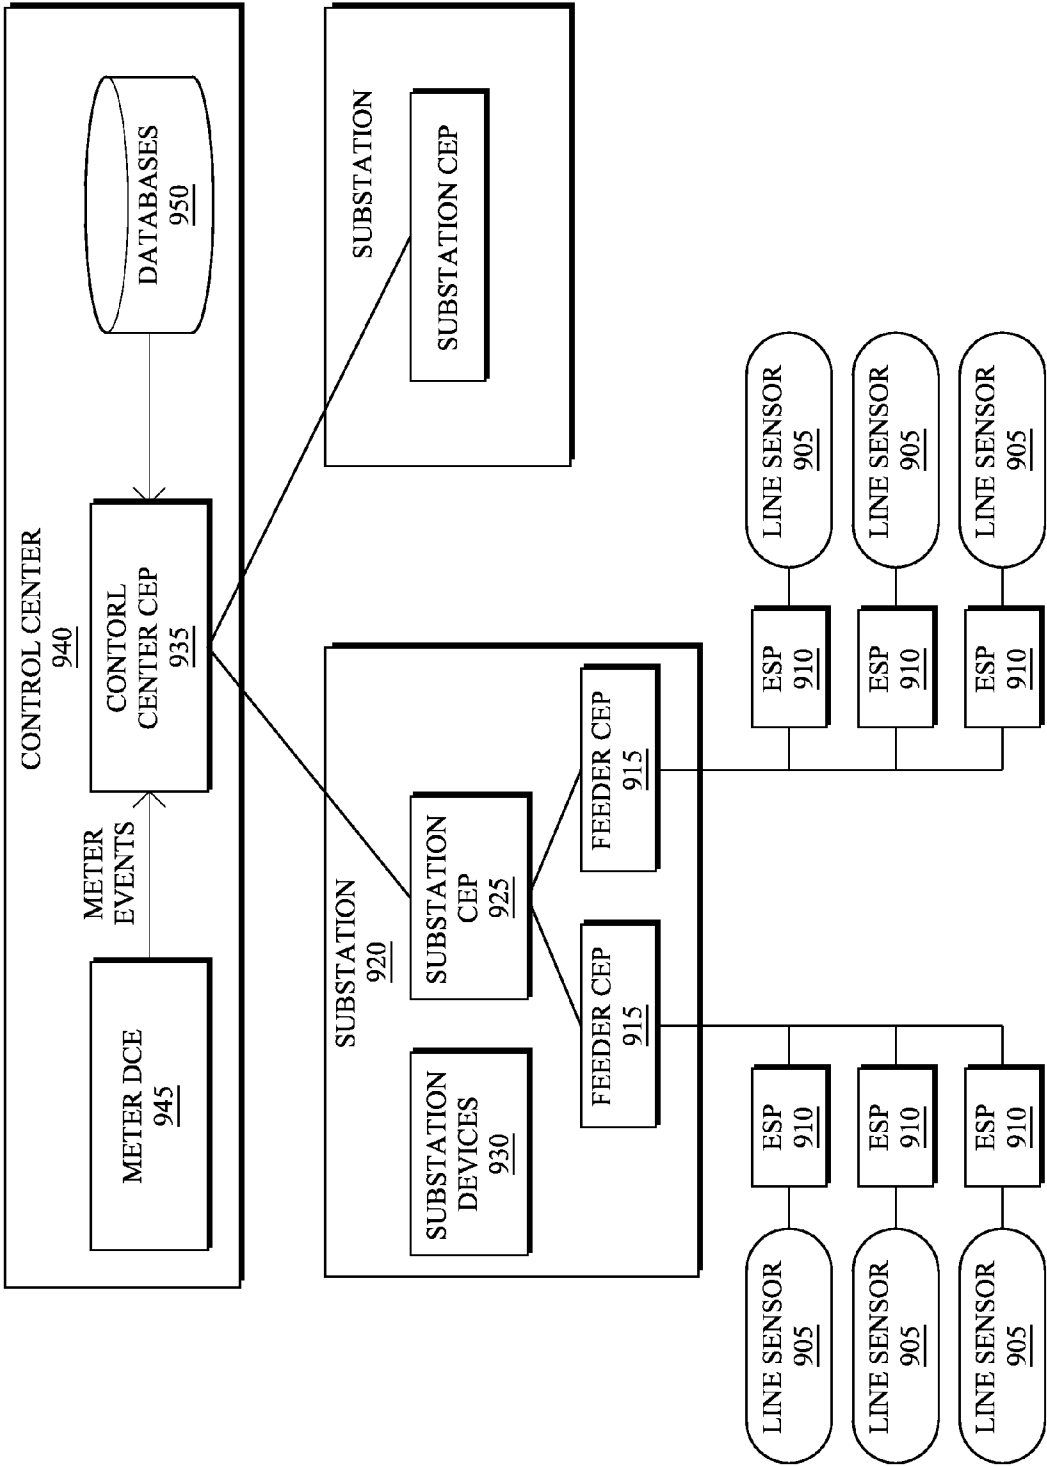 CONTROL CENTER
940
METER DCE
945
METER
EVENTS
CONTORL
CENTER CEP
935
DATABASES
950
SUBSTATION
920
SUBSTATION
DEVICES
930
SUBSTATION
CEP
925
FEEDER CEP
915
FEEDER CEP
915
SUBSTATION
SUBSTATION CEP
LINE SENSOR
905
ESP
910
ESP
910
LINE SENSOR
905
LINE SENSOR
905
ESP
910
ESP
910
LINE SENSOR
905
LINE SENSOR
905
ESP
910
ESP
910
LINE SENSOR
905